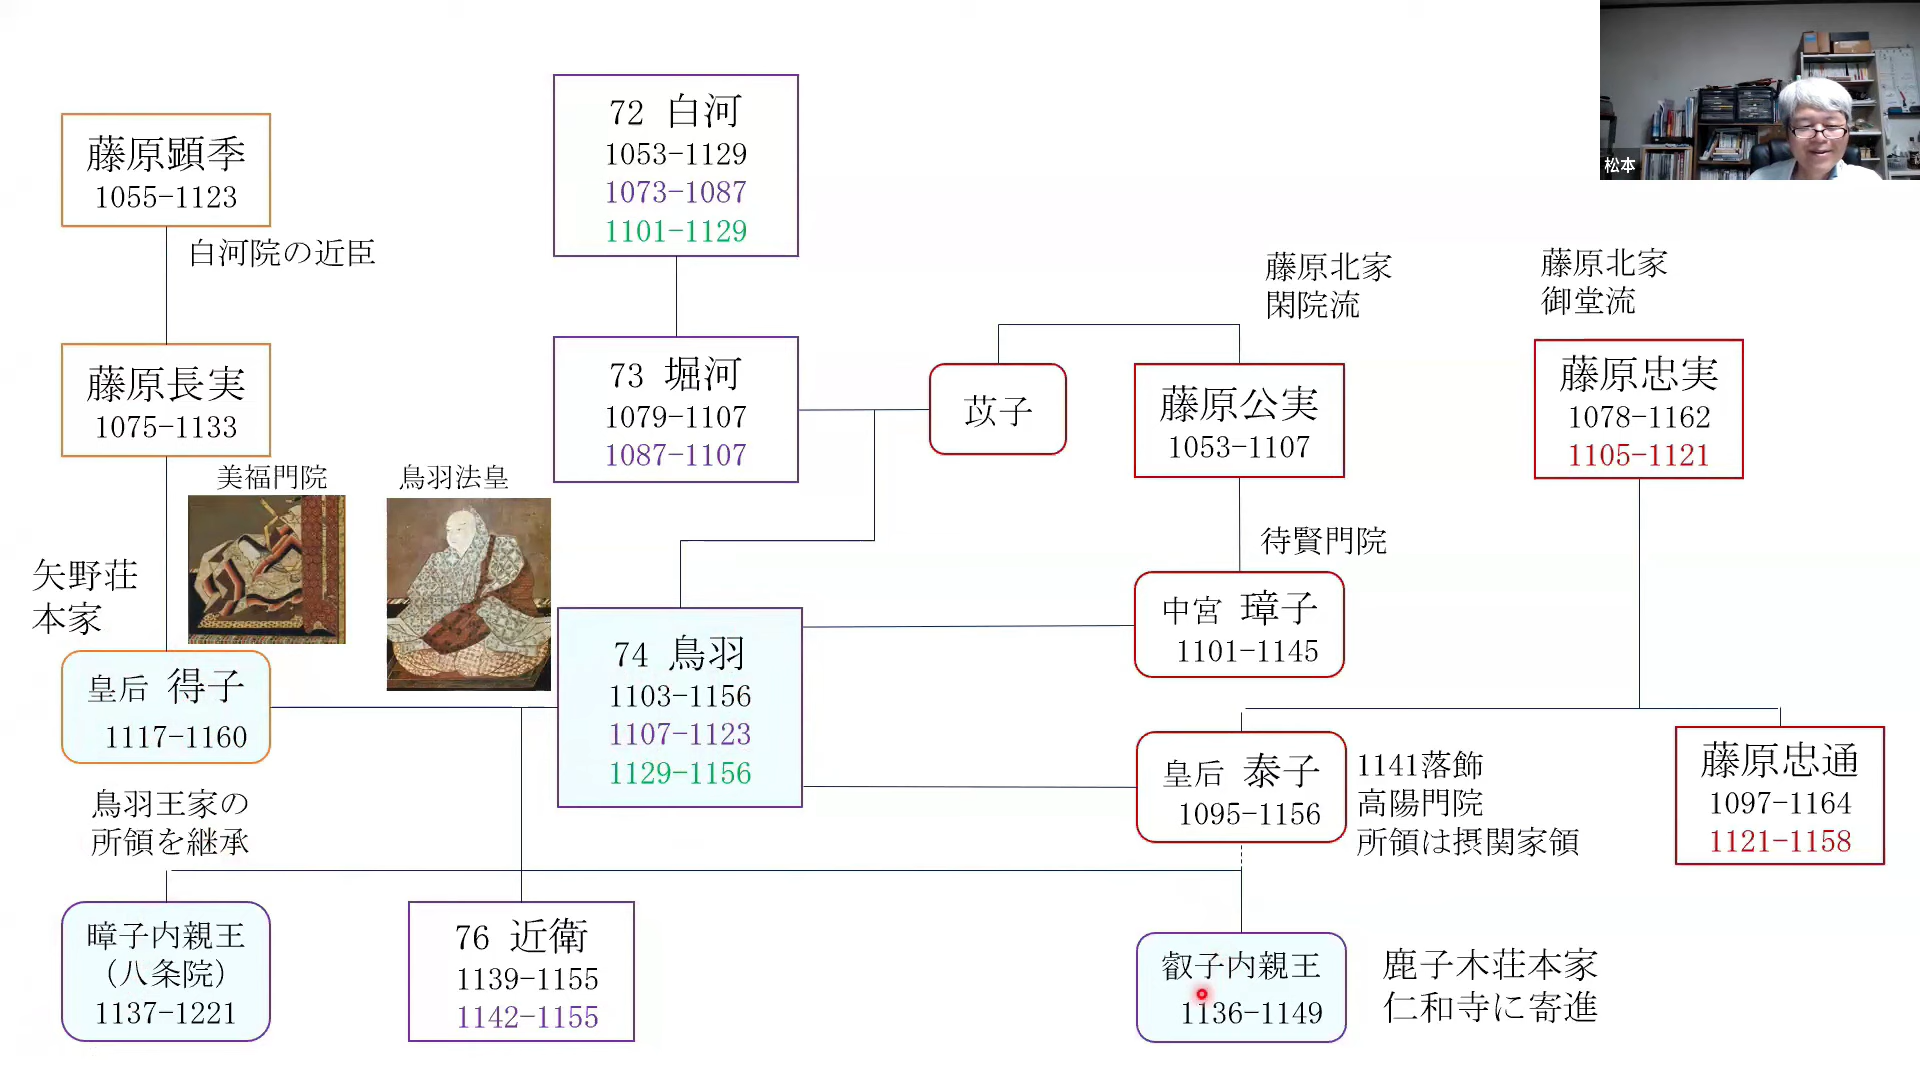 藤原顕季
1055-1123
白河院の近臣
藤原長実
1075-1133
美福門院
鳥羽法皇
矢野荘
本家
皇后 得子
1117-1160
鳥羽王家の
所領を継承
暲子内親王
（八条院）
1137-1221
72 白河
1053-1129
1073-1087
1101-1129
73 堀河
1079-1107
1087-1107
74 鳥羽
1103-1156
1107-1123
1129-1156
76 近衛
1139-1155
1142-1155
苡子
藤原北家
閑院流
藤原公実
1053-1107
待賢門院
中宮 璋子
1101-1145
皇后 泰子
1095-1156
1141落飾
高陽門院
所領は摂関家領
叡子内親王
1136-1149
鹿子木荘本家
仁和寺に寄進
藤原北家
御堂流
藤原忠実
1078-1162
1105-1121
藤原忠通
1097-1164
1121-1158
松本